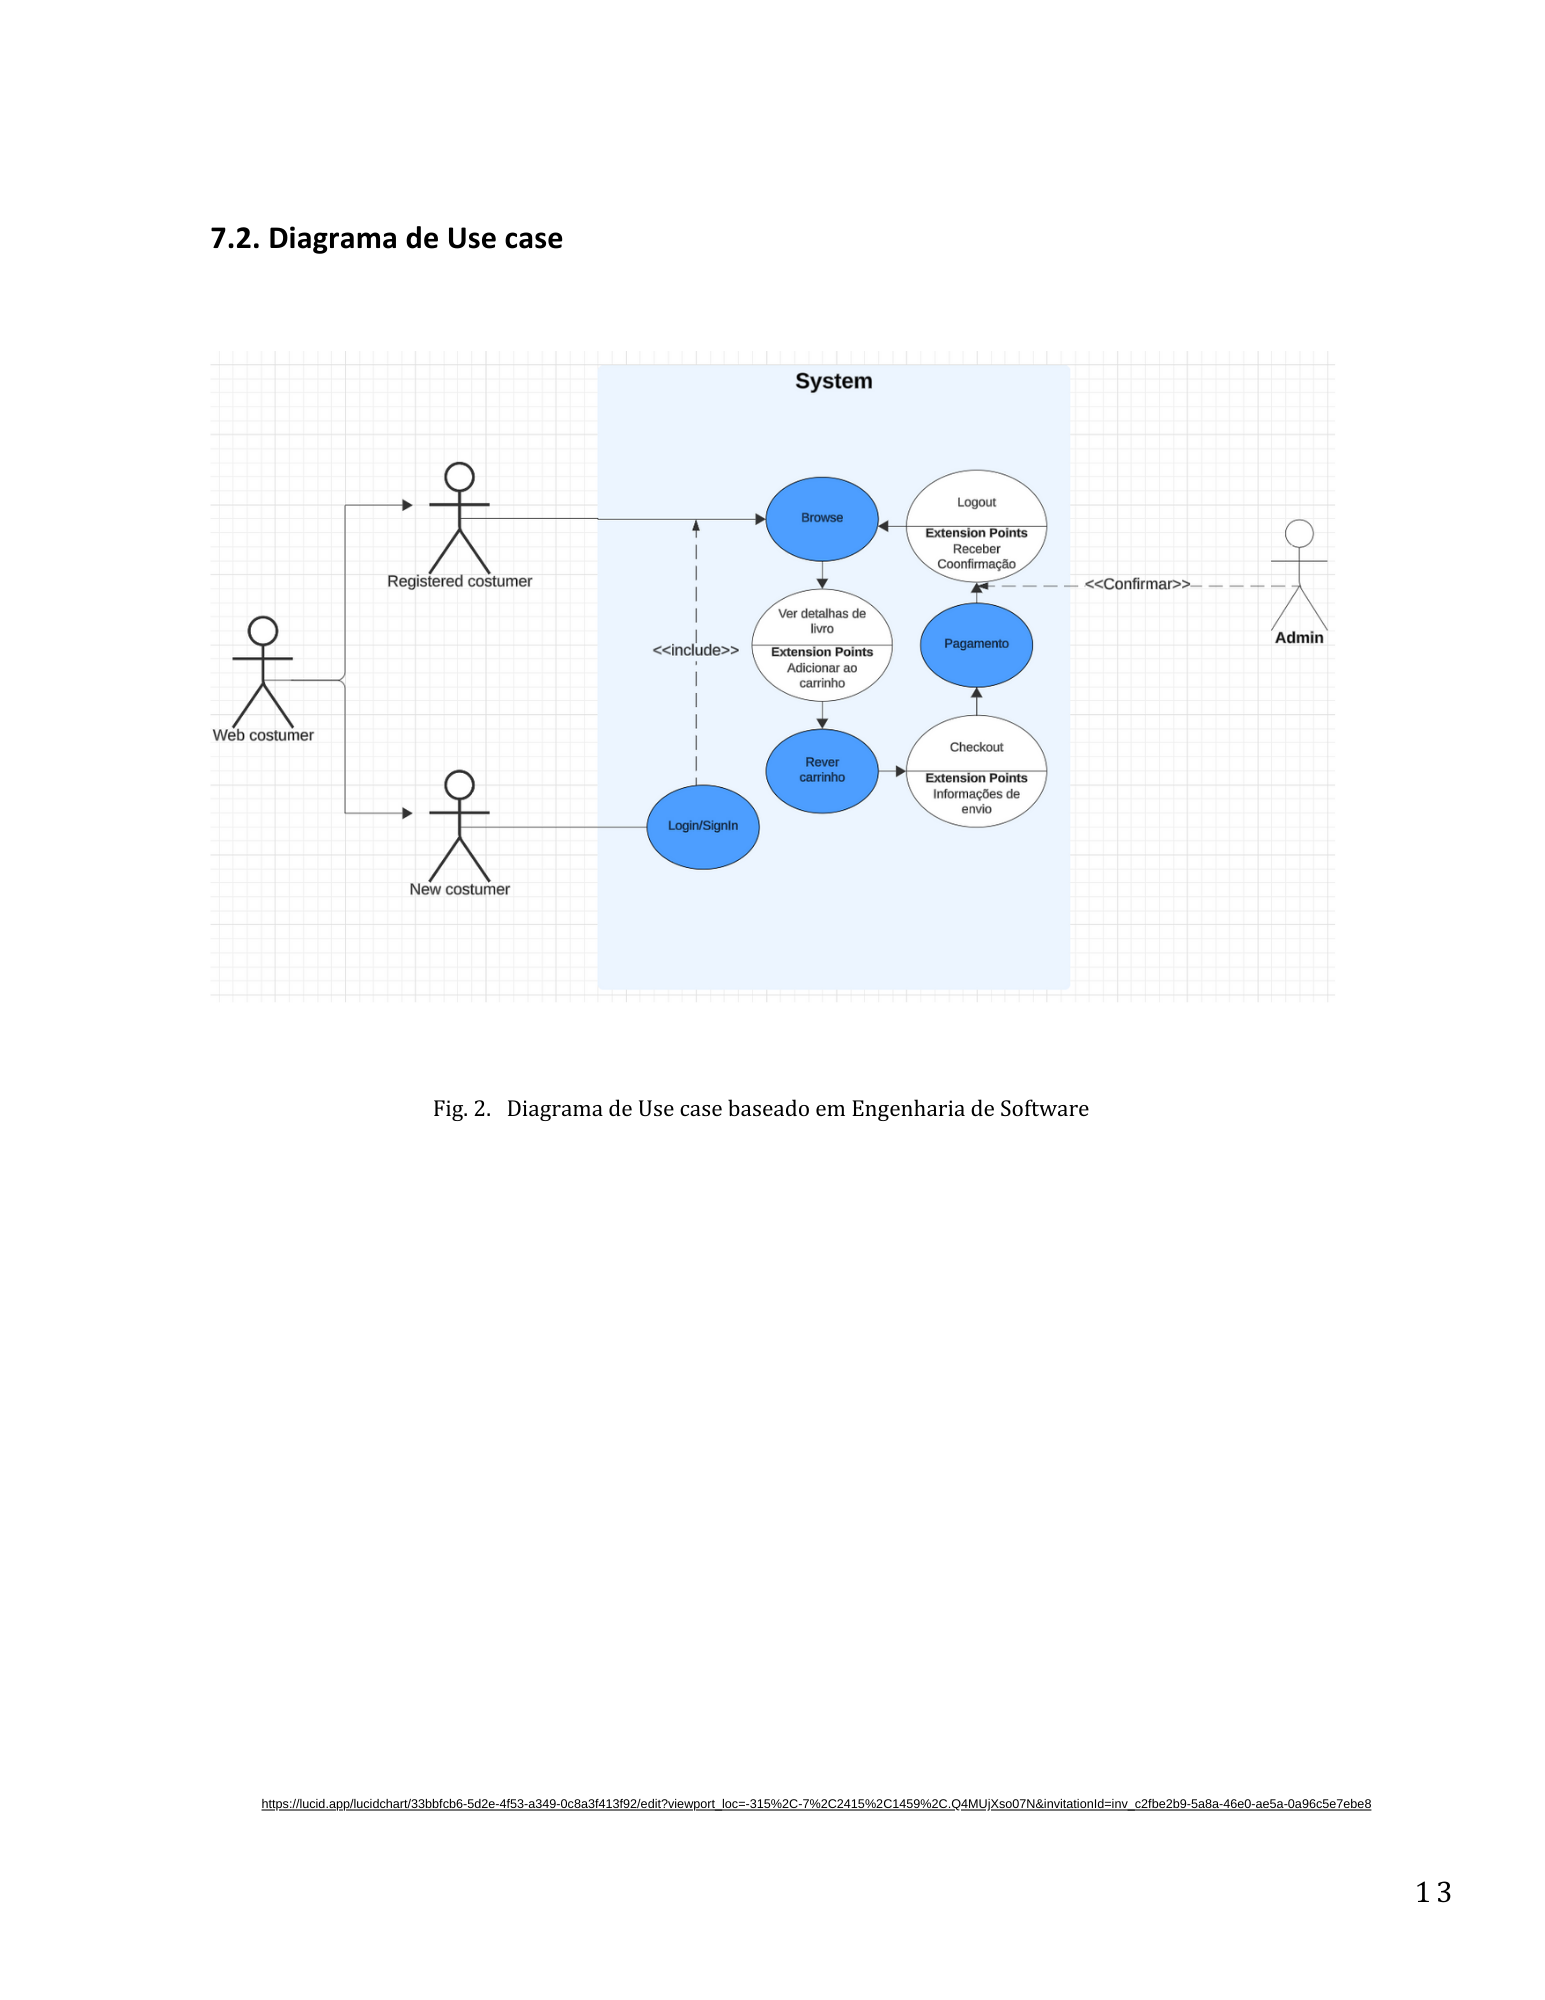 7.2. Diagrama de Use case
System
Registered costumer
Web costumer
New costumer
<<include>>
Login/SignIn
Browse
Ver detalhas de
livro
Extension Points
Adicionar ao
carrinho
Rever
carrinho
Logout
Extension Points
Receber
Coonfirmação
Pagamento
Checkout
Extension Points
Informações de
envio
<<Confirmar>>
Admin
Fig. 2. Diagrama de Use case baseado em Engenharia de Software
https://lucid.app/lucidchart/33bbfcb6-5d2e-4f53-a349-0c8a3f413f92/edit?viewport_loc=-315%2C-7%2C2415%2C1459%2C.Q4MUjXso07N&invitationId=inv_c2fbe2b9-5a8a-46e0-ae5a-0a96c5e7ebe8
13